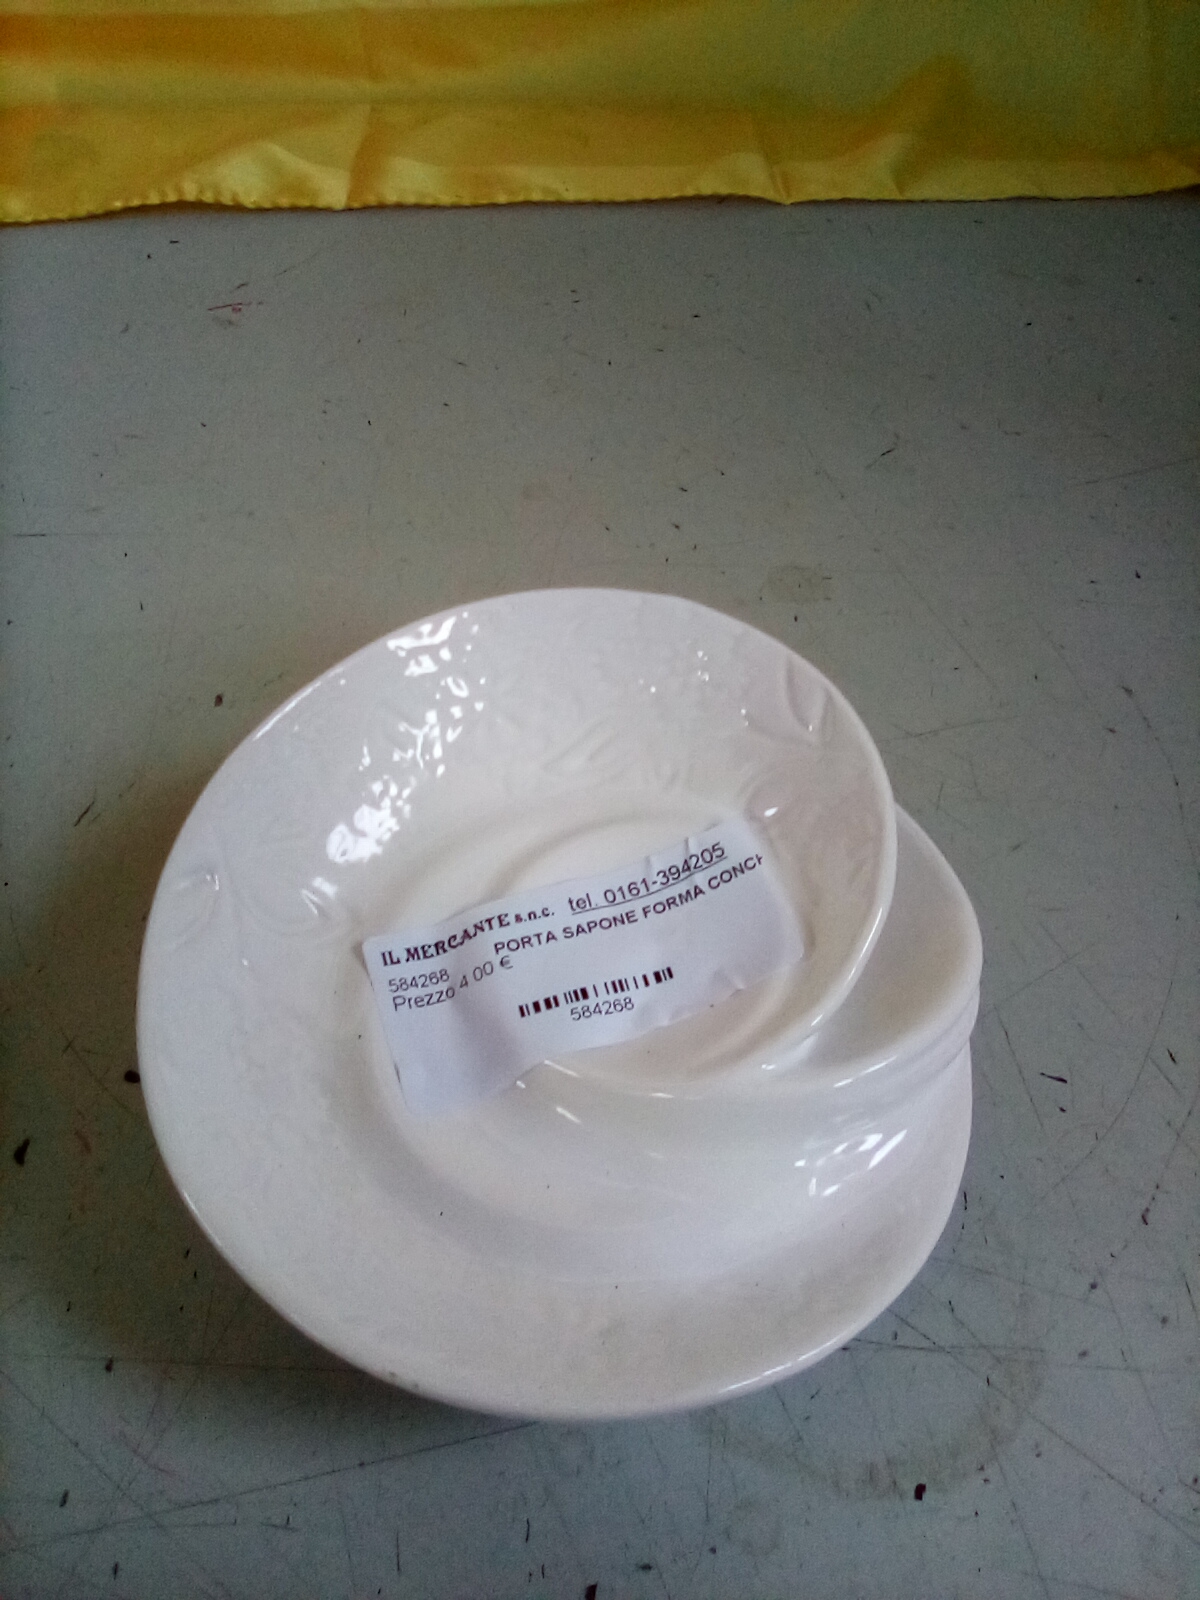 IL MERCANTE s.n.c. tel. 0161-394205
584268 PORTA SAPONE FORMA CONCH
Prezzo 4.00 €
584268